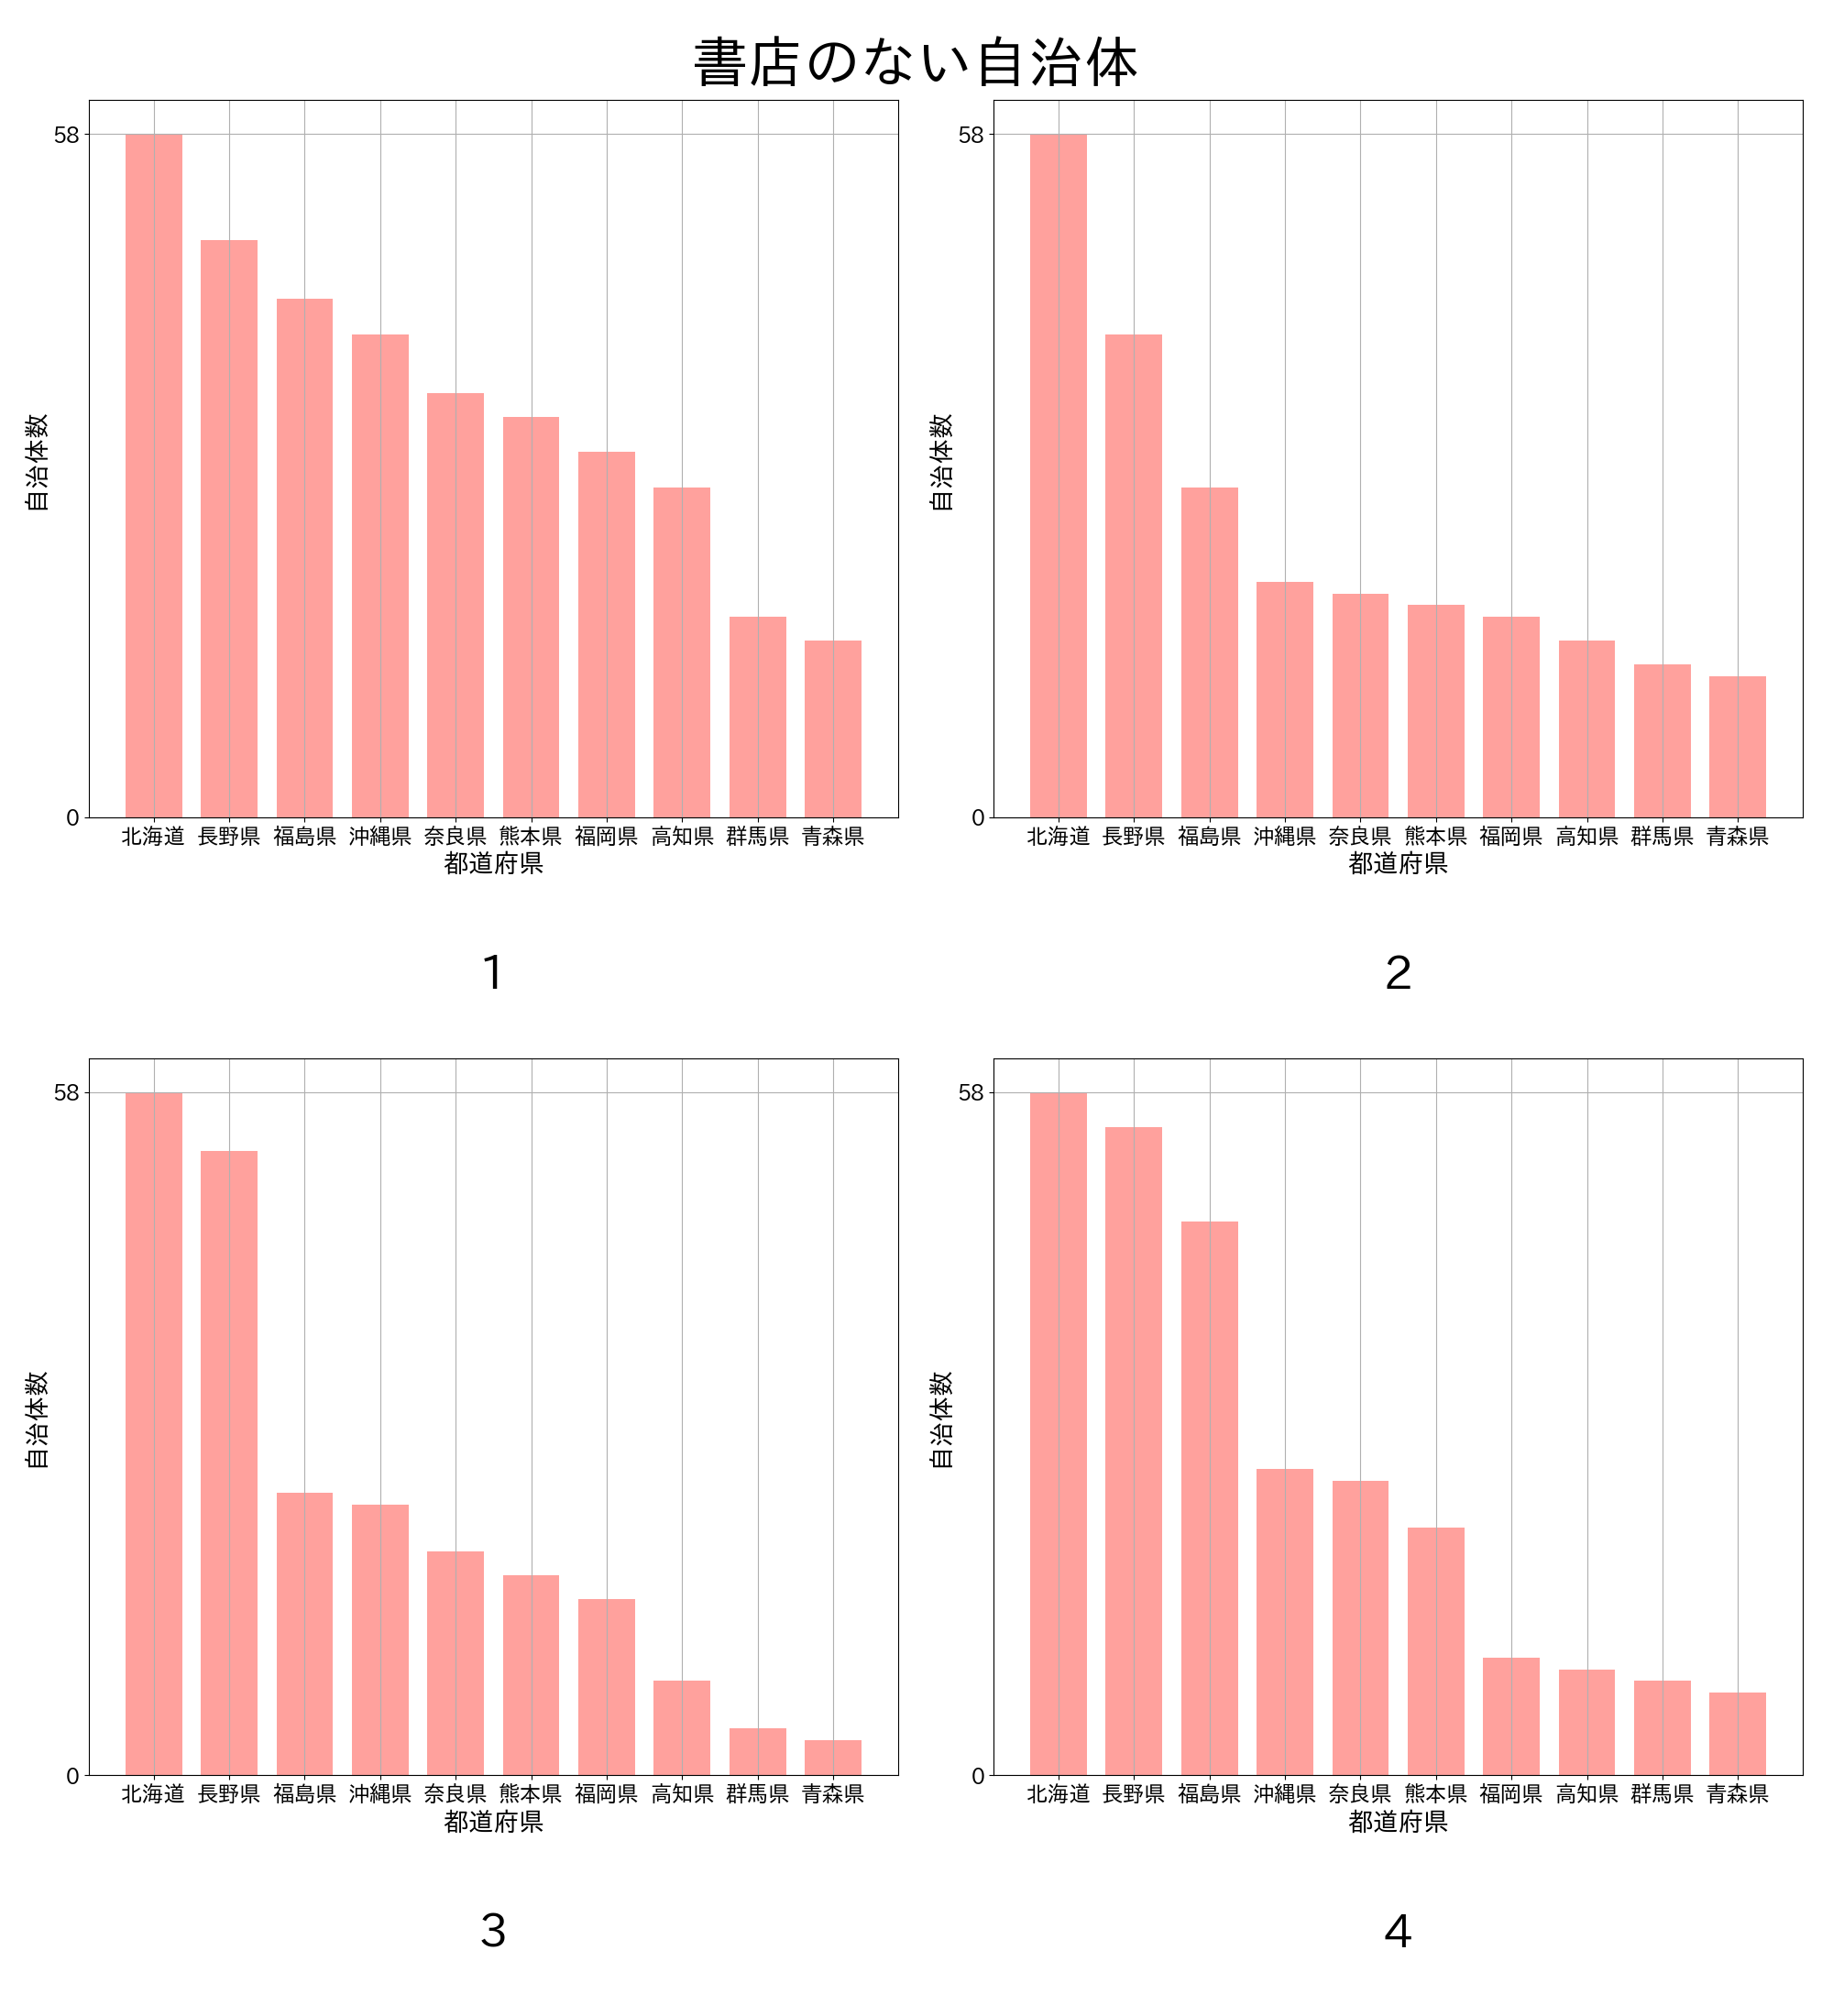 書店のない自治体
58
0
自治体数
北海道 長野県 福島県 沖縄県 奈良県 熊本県 福岡県 高知県 群馬県 青森県
都道府県
1
58
0
自治体数
北海道 長野県 福島県 沖縄県 奈良県 熊本県 福岡県 高知県 群馬県 青森県
都道府県
2
58
0
自治体数
北海道 長野県 福島県 沖縄県 奈良県 熊本県 福岡県 高知県 群馬県 青森県
都道府県
3
58
0
自治体数
北海道 長野県 福島県 沖縄県 奈良県 熊本県 福岡県 高知県 群馬県 青森県
都道府県
4